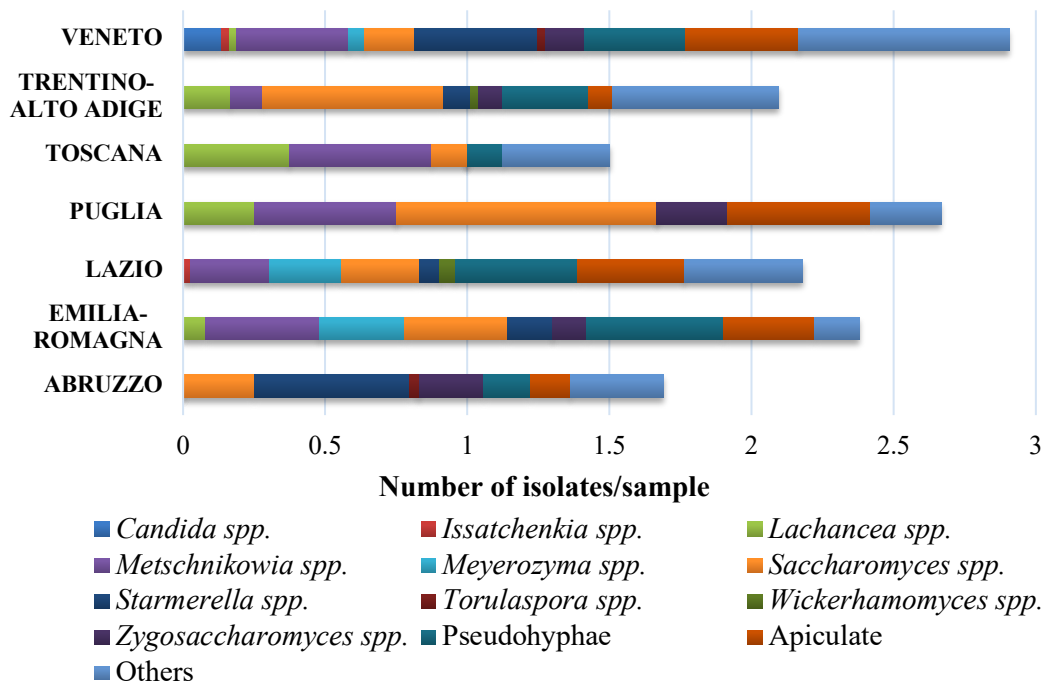 VENETO
TRENTINO-
ALTO ADIGE
TOSCANA
PUGLIA
LAZIO
EMILIA-
ROMAGNA
ABRUZZO
0 0.5 1 1.5 2 2.5 3
Number of isolates/sample
Candida spp. Issatchenkia spp. Lachancea spp.
Metschnikowia spp. Meyerozyma spp. Saccharomyces spp.
Starmerella spp. Torulaspora spp. Wickerhamomyces spp.
Zygosaccharomyces spp. Pseudohyphae Apiculate
Others